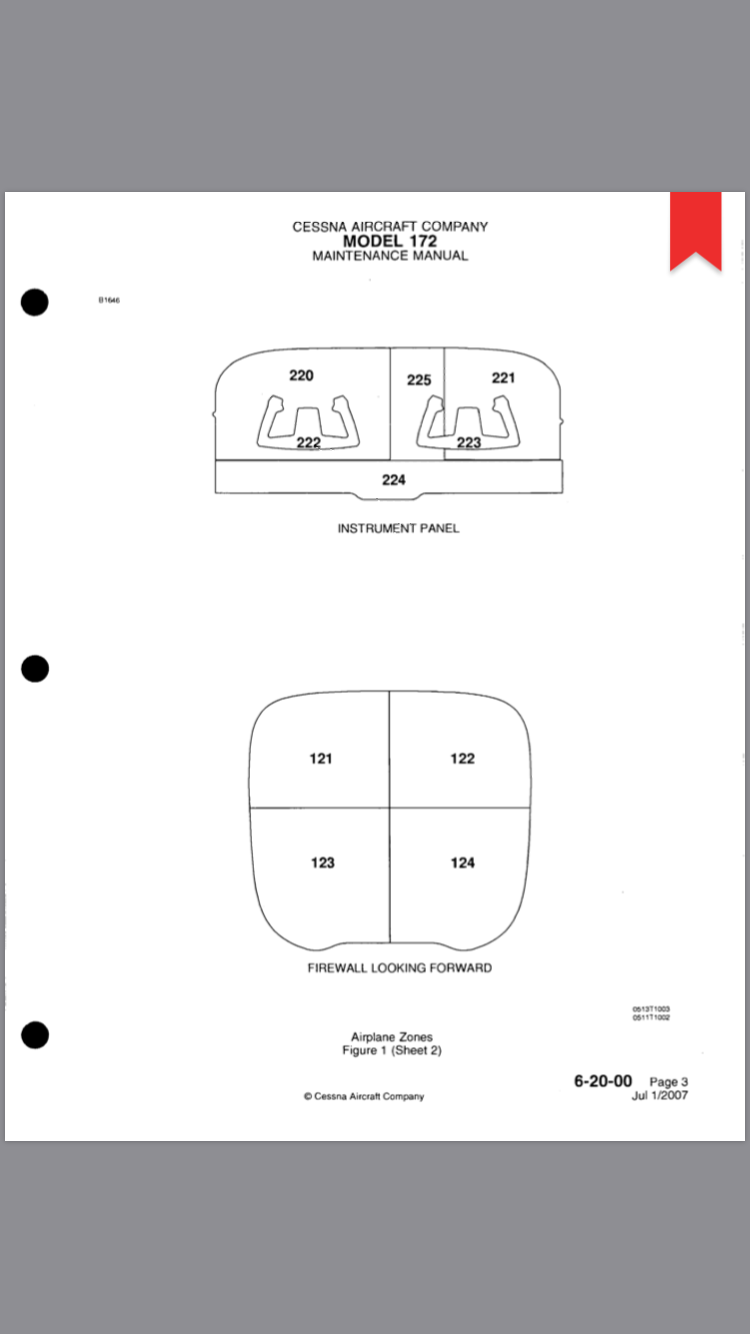 CESSNA AIRCRAFT COMPANY
MODEL 172
MAINTENANCE MANUAL
B1646
220
225
221
222
223
224
INSTRUMENT PANEL
121
122
123
124
FIREWALL LOOKING FORWARD
0513T1003
0511T1002
Airplane Zones
Figure 1 (Sheet 2)
6-20-00 Page 3
Jul 1/2007
© Cessna Aircraft Company